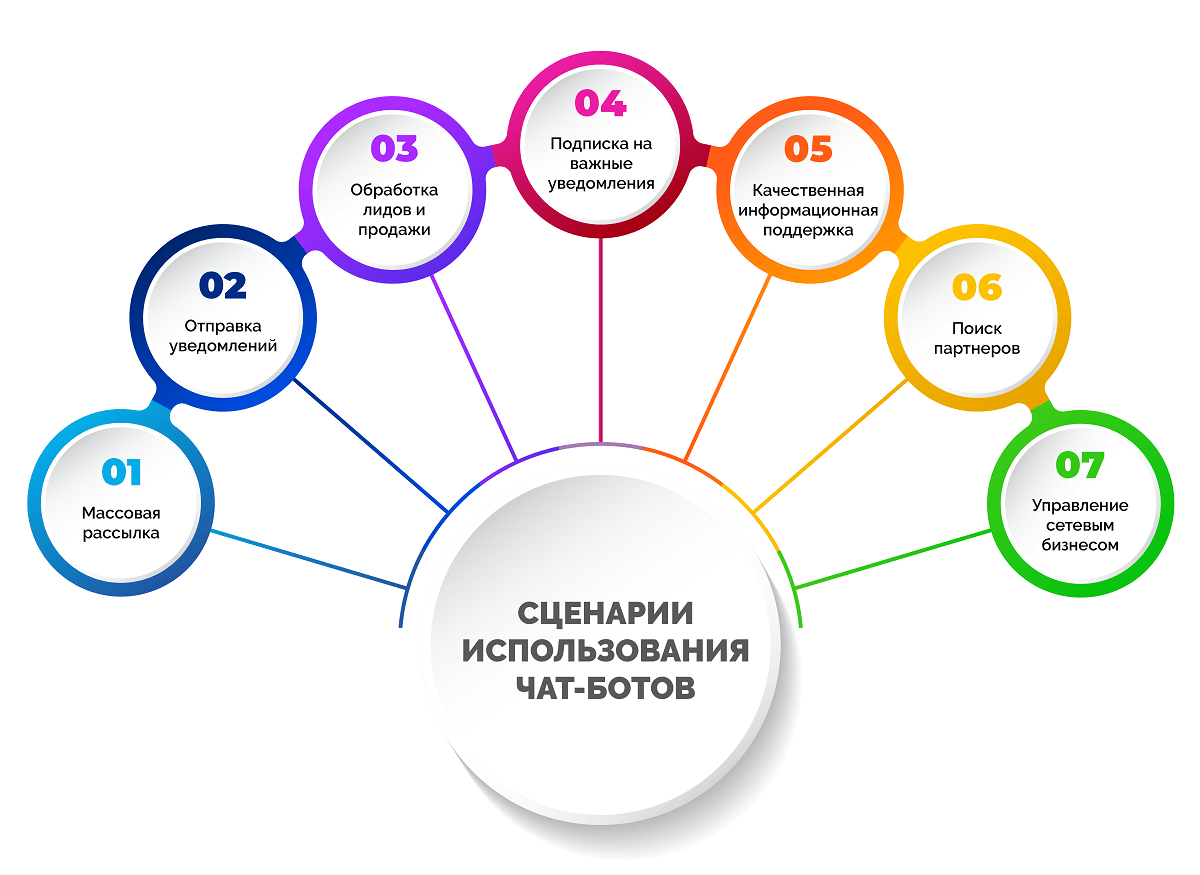 01
Массовая
рассылка
02
Отправка
уведомлений
03
Обработка
лидов и
продажи
04
Подписка на
важные
уведомления
05
Качественная
информационная
поддержка
06
Поиск
партнеров
07
Управление
сетевым
бизнесом
СЦЕНАРИИ
ИСПОЛЬЗОВАНИЯ
ЧАТ-БОТОВ